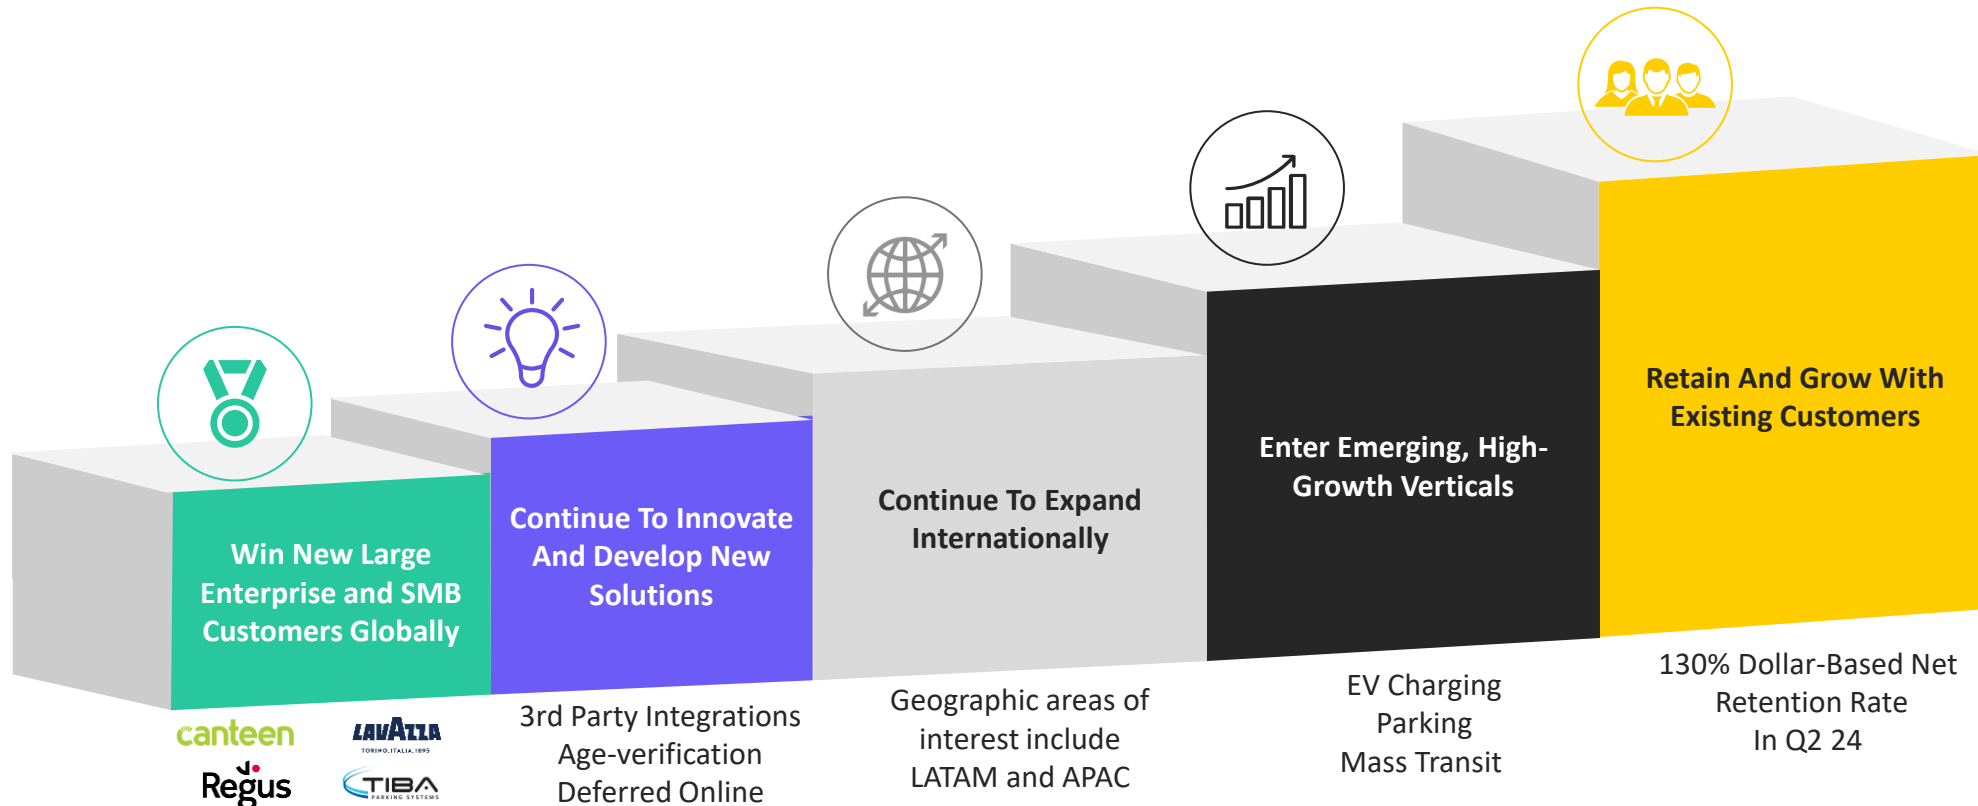 Win New Large
Enterprise and SMB
Customers Globally
canteen
LAVAZZA
TORINO, ITALIA, 1895
Regus
TIBA
PARKING SYSTEMS
Continue To Innovate
And Develop New
Solutions
3rd Party Integrations
Age-verification
Deferred Online
Continue To Expand
Internationally
Geographic areas of
interest include
LATAM and APAC
Enter Emerging, High-
Growth Verticals
EV Charging
Parking
Mass Transit
Retain And Grow With
Existing Customers
130% Dollar-Based Net
Retention Rate
In Q2 24